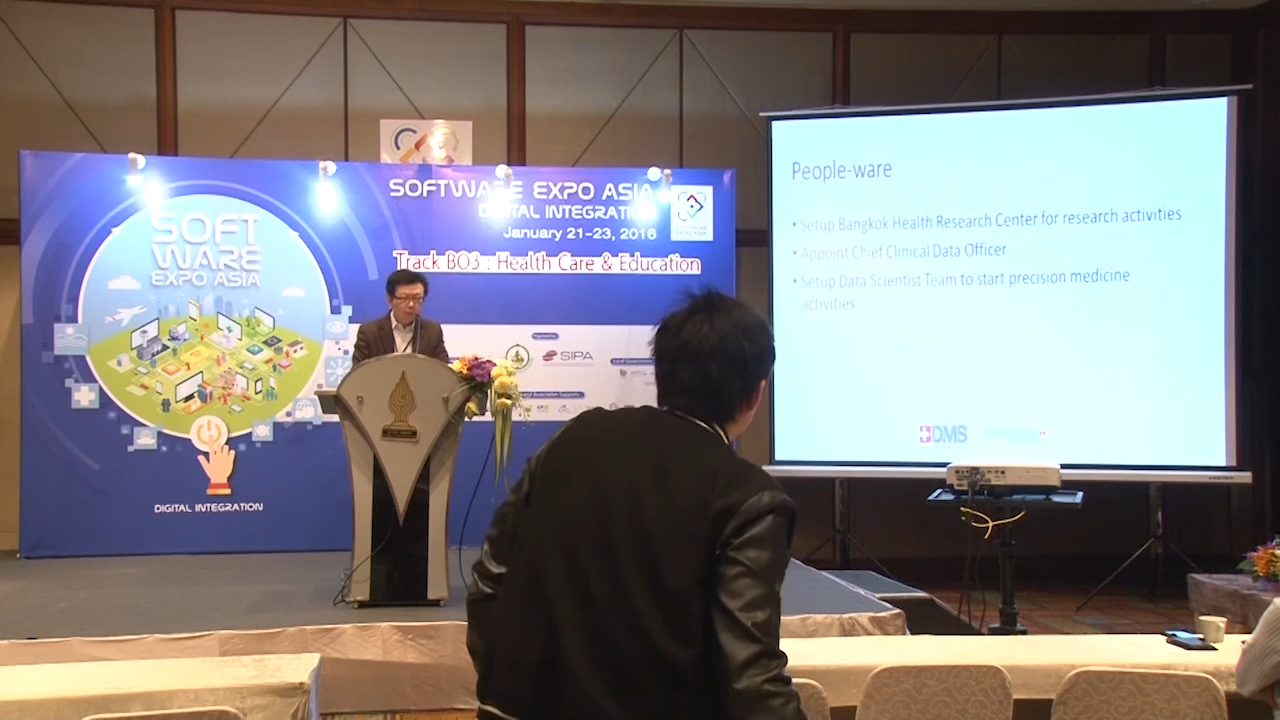 SOFTWARE EXPO ASIA
DIGITAL INTEGRATION
January 21-23, 2016
Track BO3 : Health Care & Education
SOFT
WARE
EXPO ASIA
DIGITAL INTEGRATION
SiPA
People-ware
• Setup Bangkok Health Research Center for research activities
• Appoint Chief Clinical Data Officer
• Setup Data Scientist Team to start precision medicine
activities
DMS